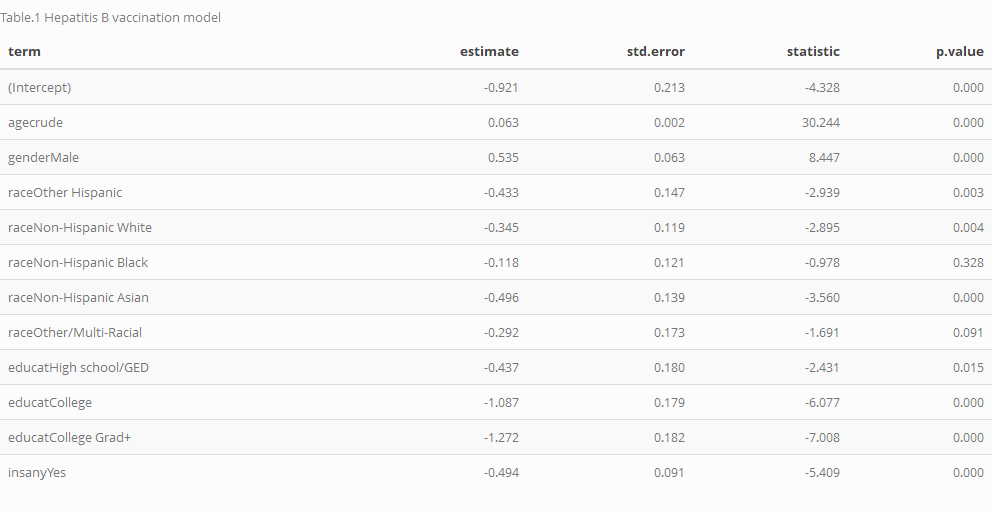 Table.1 Hepatitis B vaccination model
term estimate std.error statistic p.value
(Intercept) -0.921 0.213 -4.328 0.000
agecrude 0.063 0.002 30.244 0.000
genderMale 0.535 0.063 8.447 0.000
raceOther Hispanic -0.433 0.147 -2.939 0.003
raceNon-Hispanic White -0.345 0.119 -2.895 0.004
raceNon-Hispanic Black -0.118 0.121 -0.978 0.328
raceNon-Hispanic Asian -0.496 0.139 -3.560 0.000
raceOther/Multi-Racial -0.292 0.173 -1.691 0.091
educatHigh school/GED -0.437 0.180 -2.431 0.015
educatCollege -1.087 0.179 -6.077 0.000
educatCollege Grad+ -1.272 0.182 -7.008 0.000
insanyYes -0.494 0.091 -5.409 0.000